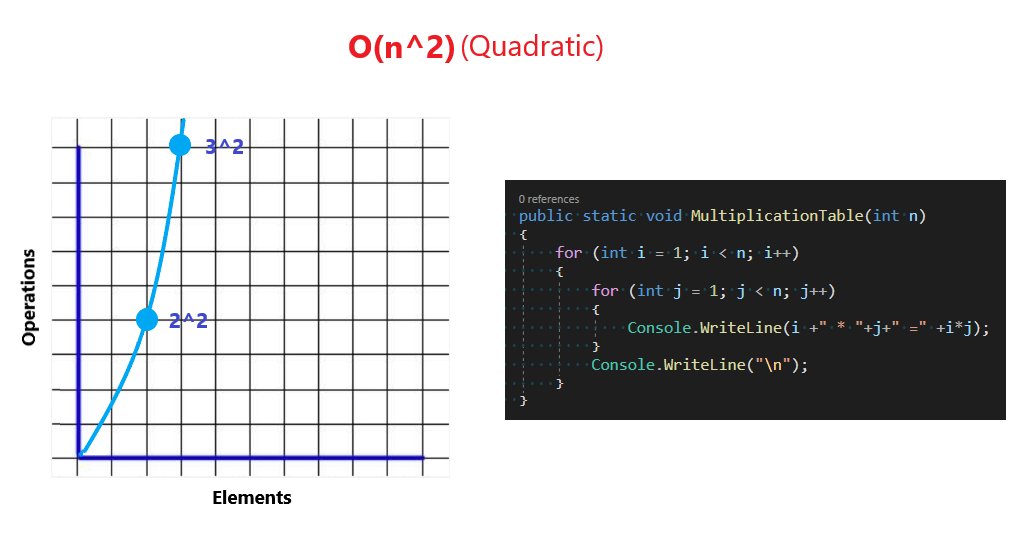 O(n^2) (Quadratic)
3^2
2^2
Operations
Elements
0 references
public static void MultiplicationTable(int n)
{
for (int i = 1; i < n; i++)
{
for (int j = 1; j < n; j++)
{
Console.WriteLine(i +" * "+j+" =" +i*j);
}
Console.WriteLine("\n");
}
}